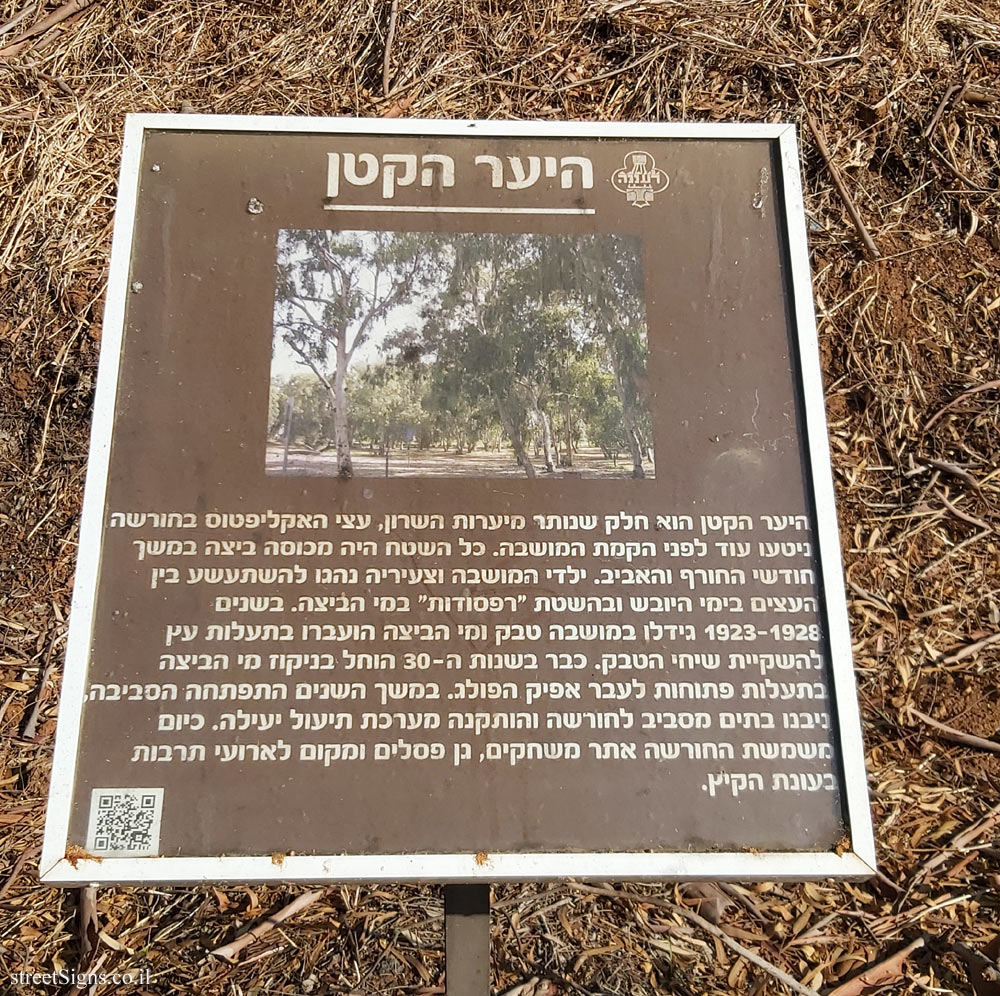 היער הקטן
רעננה
היער הקטן הוא חלק שנותר מיערות השרון, עצי האקליפטוס בחורשה
ניטעו עוד לפני הקמת המושבה. כל השטח היה מכוסה ביצה במשך
חודשי החורף והאביב. ילדי המושבה וצעיריה נהגו להשתעשע בין
העצים בימי היובש ובהשטת "רפסודות" במי הביצה. בשנים
1923-1928 גידלו במושבה טבק ומי הביצה הועברו בתעלות עץ
להשקיית שיחי הטבק. כבר בשנות ה-30 הוחל בניקוז מי הביצה
בתעלות פתוחות לעבר אפיק הפולג. במשך השנים התפתחה הסביבה,
ניבנו בתים מסביב לחורשה והותקנה מערכת תיעול יעילה. כיום
משמשת החורשה אתר משחקים, גן פסלים ומקום לארועי תרבות
בעונת הקיץ.
streetSigns.co.il